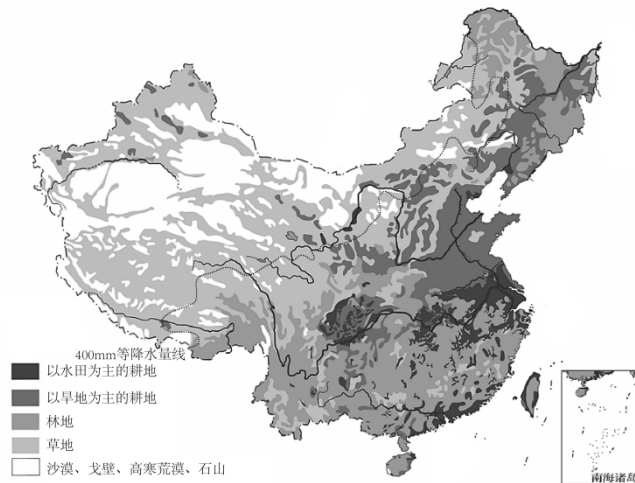 400mm等降水量线
以水田为主的耕地
以旱地为主的耕地
林地
草地
沙漠、戈壁、高寒荒漠、石山
南海诸岛